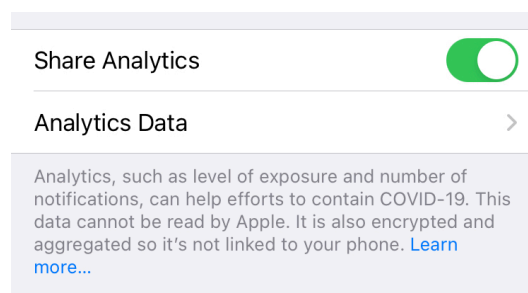 Share Analytics
Analytics Data
Analytics, such as level of exposure and number of
notifications, can help efforts to contain COVID-19. This
data cannot be read by Apple. It is also encrypted and
aggregated so it's not linked to your phone. Learn
more...